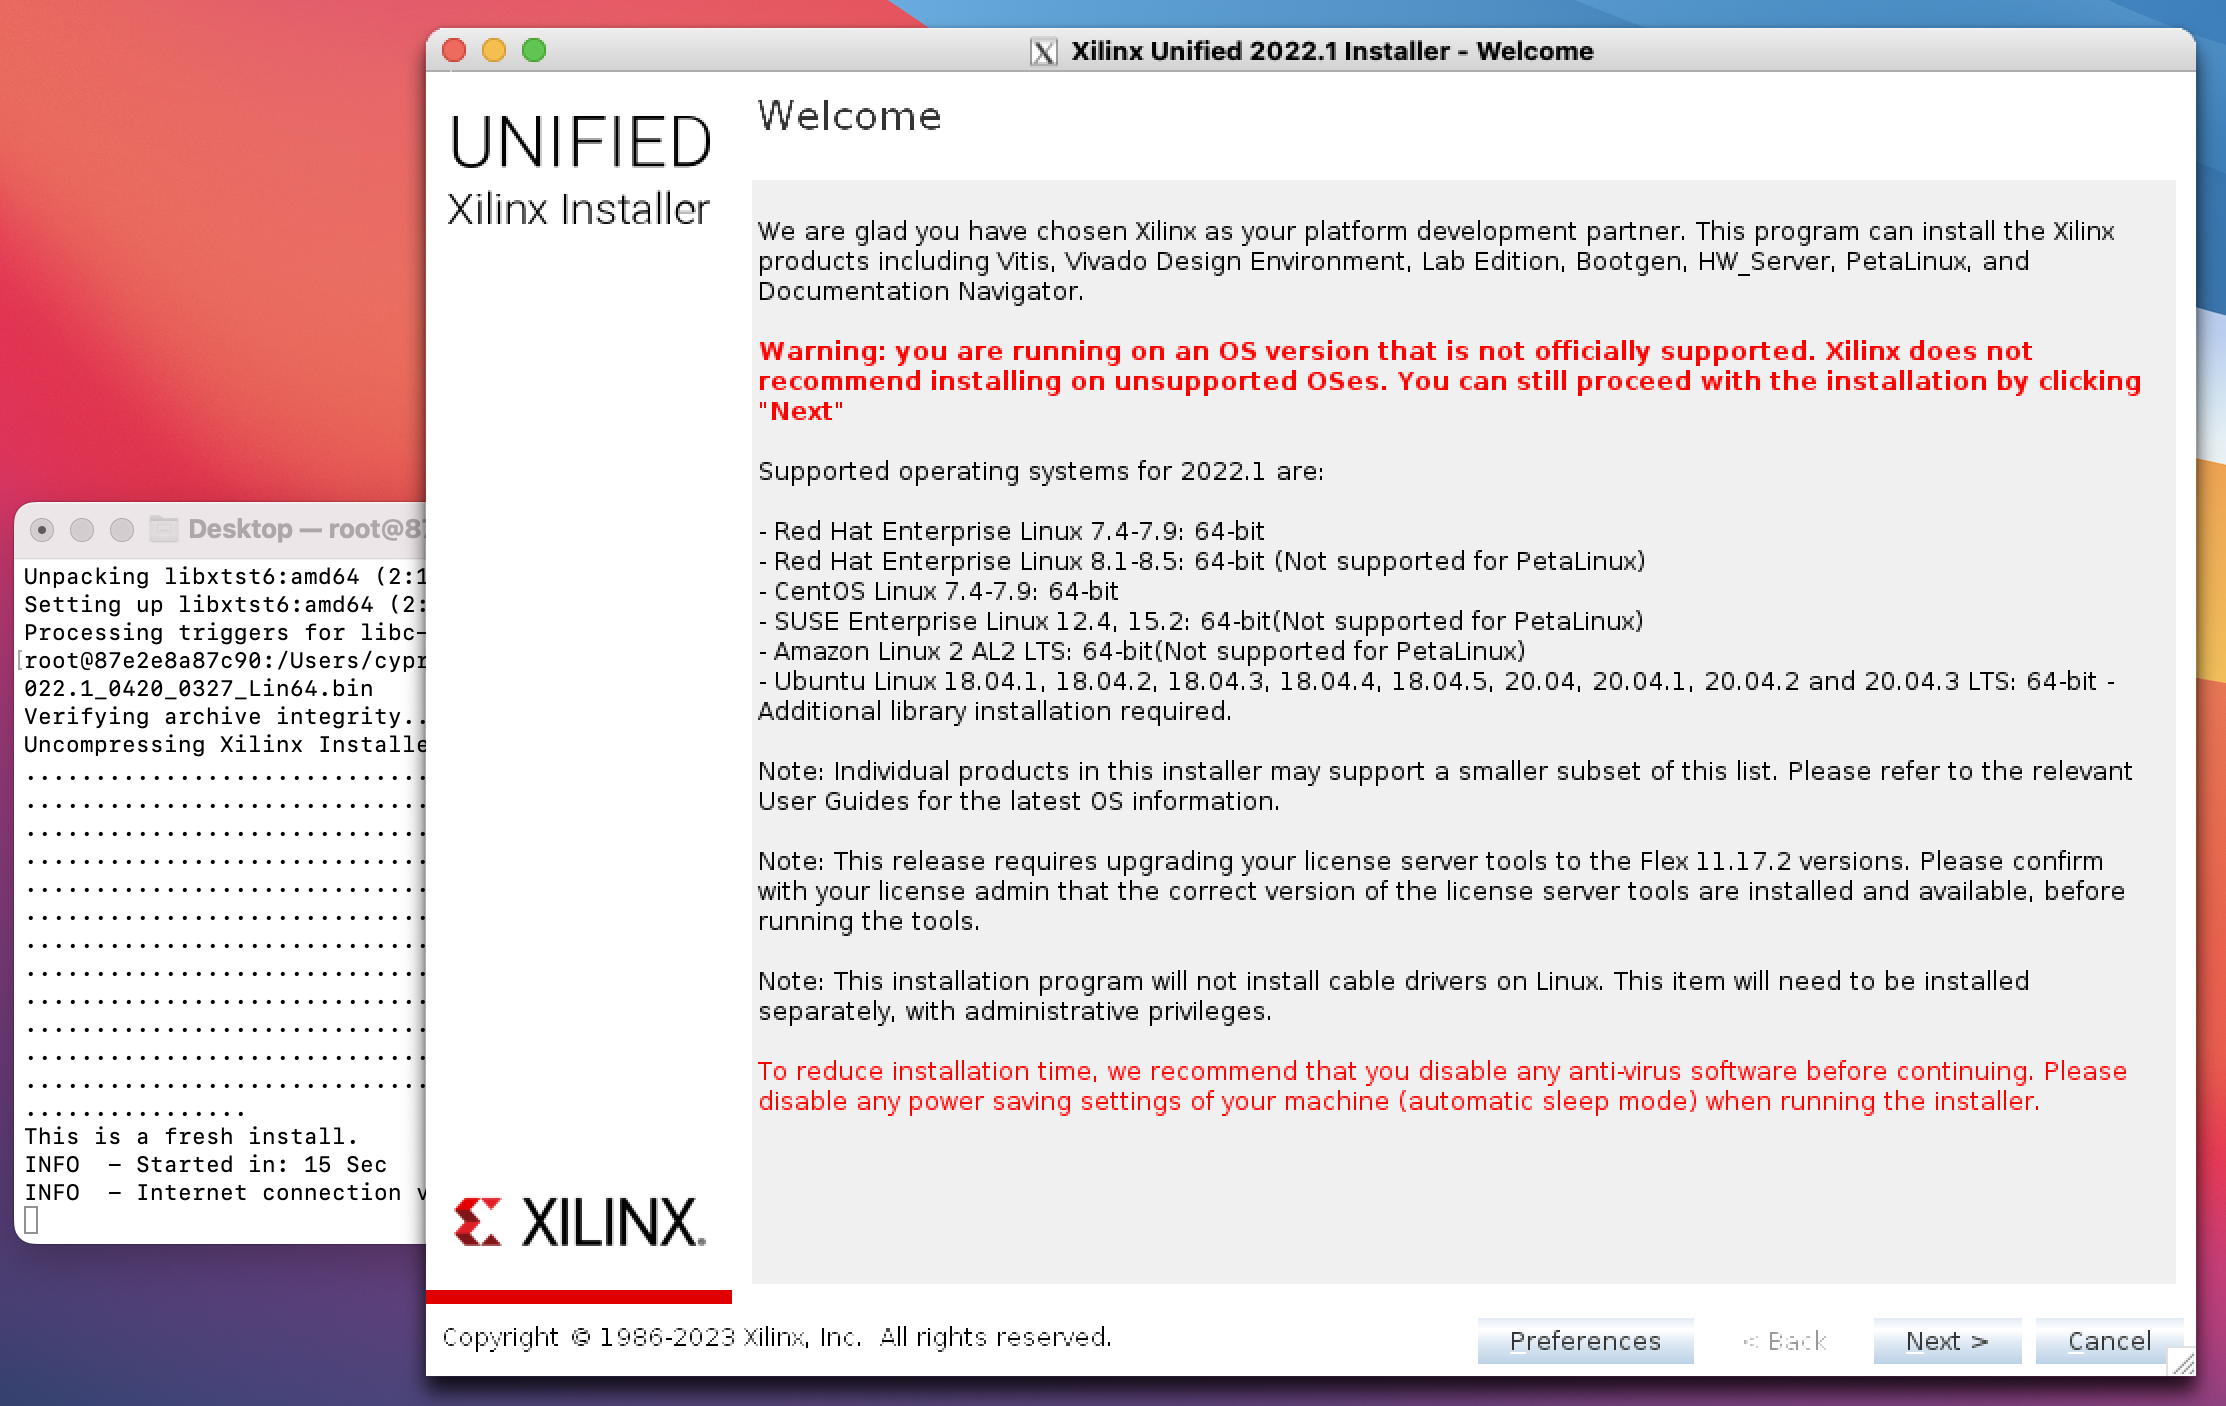 Xilinx Unified 2022.1 Installer - Welcome
UNIFIED
Xilinx Installer
Welcome
We are glad you have chosen Xilinx as your platform development partner. This program can install the Xilinx
products including Vitis, Vivado Design Environment, Lab Edition, Bootgen, HW_Server, PetaLinux, and
Documentation Navigator.
Warning: you are running on an OS version that is not officially supported. Xilinx does not
recommend installing on unsupported OSes. You can still proceed with the installation by clicking
"Next"
Supported operating systems for 2022.1 are:
- Red Hat Enterprise Linux 7.4-7.9: 64-bit
- Red Hat Enterprise Linux 8.1-8.5: 64-bit (Not supported for PetaLinux)
- CentOS Linux 7.4-7.9: 64-bit
- SUSE Enterprise Linux 12.4, 15.2: 64-bit(Not supported for PetaLinux)
- Amazon Linux 2 AL2 LTS: 64-bit(Not supported for PetaLinux)
- Ubuntu Linux 18.04.1, 18.04.2, 18.04.3, 18.04.4, 18.04.5, 20.04, 20.04.1, 20.04.2 and 20.04.3 LTS: 64-bit -
Additional library installation required.
Note: Individual products in this installer may support a smaller subset of this list. Please refer to the relevant
User Guides for the latest OS information.
Note: This release requires upgrading your license server tools to the Flex 11.17.2 versions. Please confirm
with your license admin that the correct version of the license server tools are installed and available, before
running the tools.
Note: This installation program will not install cable drivers on Linux. This item will need to be installed
separately, with administrative privileges.
To reduce installation time, we recommend that you disable any anti-virus software before continuing. Please
disable any power saving settings of your machine (automatic sleep mode) when running the installer.
XILINX.
Copyright © 1986-2023 Xilinx, Inc. All rights reserved.
Preferences
< Back
Next >
Cancel
Desktop — root@87
Unpacking libxtst6:amd64 (2:1
Setting up libxtst6:amd64 (2:
Processing triggers for libc-
root@87e2e8a87c90:/Users/cypr
022.1_0420_0327_Lin64.bin
Verifying archive integrity..
Uncompressing Xilinx Installe
.............................
.............................
.............................
.............................
.............................
.............................
.............................
.............................
.............................
.............................
.............................
.............................
................
This is a fresh install.
INFO  - Started in: 15 Sec
INFO  - Internet connection v